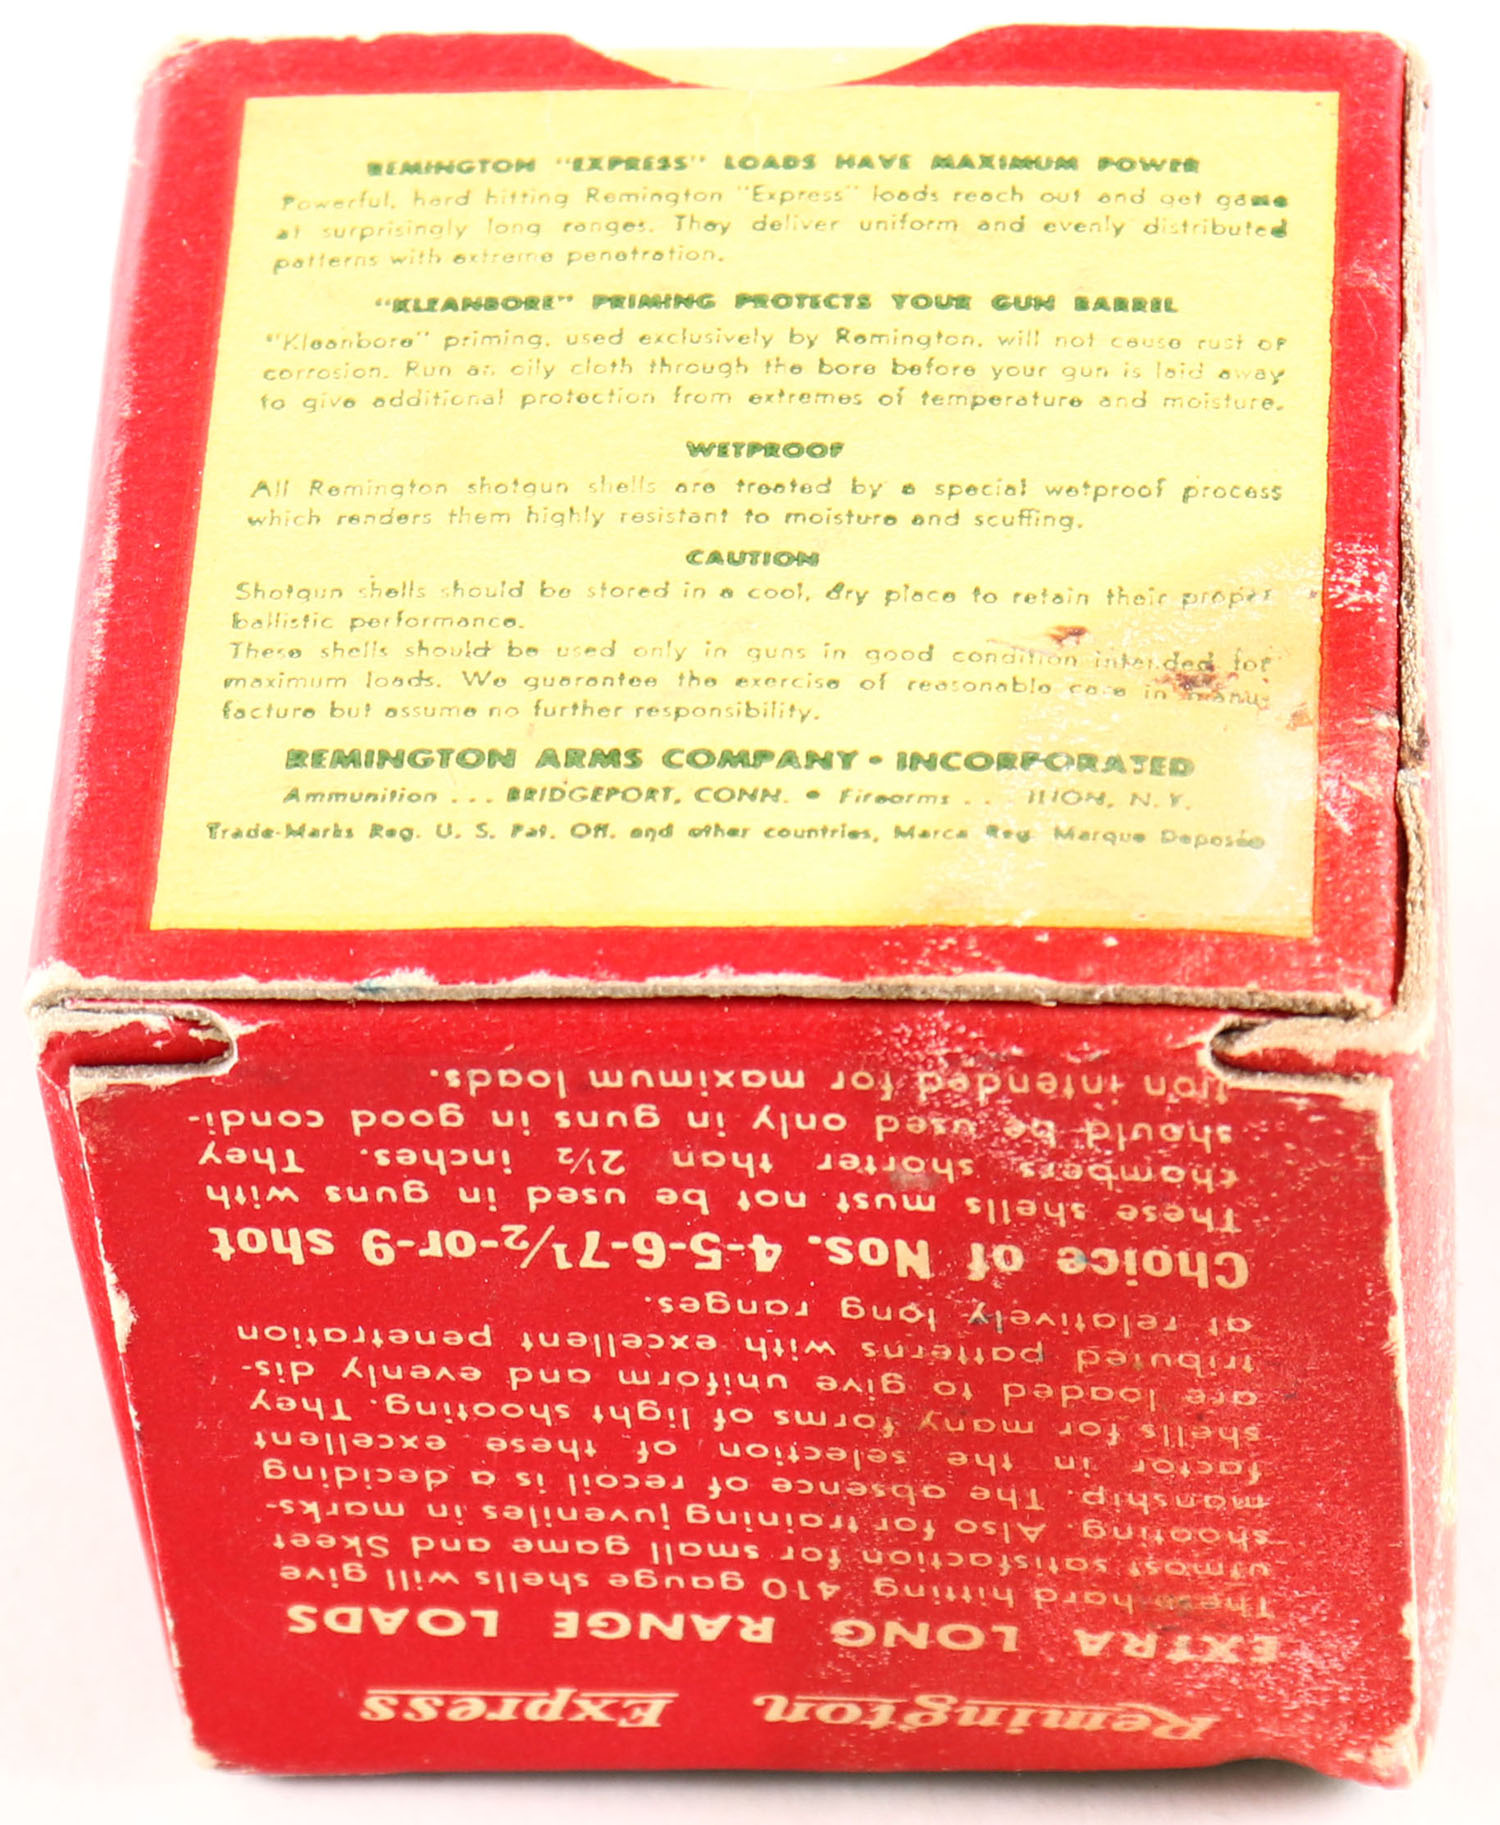 REMINGTON "EXPRESS" LOADS HAVE MAXIMUM POWER
Powerful, hard hitting Remington "Express" loads reach out and get game
at surprisingly long ranges. They deliver uniform and evenly distributed
patterns with extreme penetration.
"KLEANBORE" PRIMING PROTECTS YOUR GUN BARREL
"Kleanbore" priming, used exclusively by Remington, will not cause rust or
corrosion. Run an oily cloth through the bore before your gun is laid away
to give additional protection from extremes of temperature and moisture.
WETPROOF
All Remington shotgun shells are treated by a special wetproof process
which renders them highly resistant to moisture and scuffing.
CAUTION
Shotgun shells should be stored in a cool, dry place to retain their proper
ballistic performance.
These shells should be used only in guns in good condition intended for
maximum loads. We guarantee the exercise of reasonable care in manu-
facture but assume no further responsibility.
REMINGTON ARMS COMPANY • INCORPORATED
Ammunition ... BRIDGEPORT, CONN. • Firearms ... ILION, N. Y.
Trade-Marks Reg. U. S. Pat. Off. and other countries, Marca Reg Marque Deposée
Remington Express
EXTRA LONG RANGE LOADS
These hard hitting 410 gauge shells will give
utmost satisfaction for small game and Skeet
shooting. Also for training juveniles in marks-
manship. The absence of recoil is a deciding
factor in the selection of these excellent
shells for many forms of light shooting. They
are loaded to give uniform and evenly dis-
tributed patterns with excellent penetration
at relatively long ranges.
Choice of Nos. 4-5-6-7½-or-9 shot
These shells must not be used in guns with
chambers shorter than 2½ inches. They
should be used only in guns in good condi-
tion intended for maximum loads.